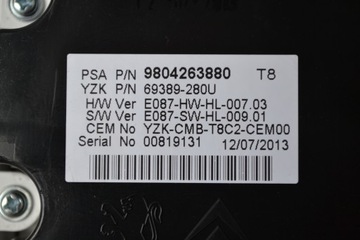 PSA P/N 9804263880 T8
YZK P/N 69389-280U
H/W Ver E087-HW-HL-007.03
S/W Ver E087-SW-HL-009.01
CEM No YZK-CMB-T8C2-CEM00
Serial No 00819131 12/07/2013